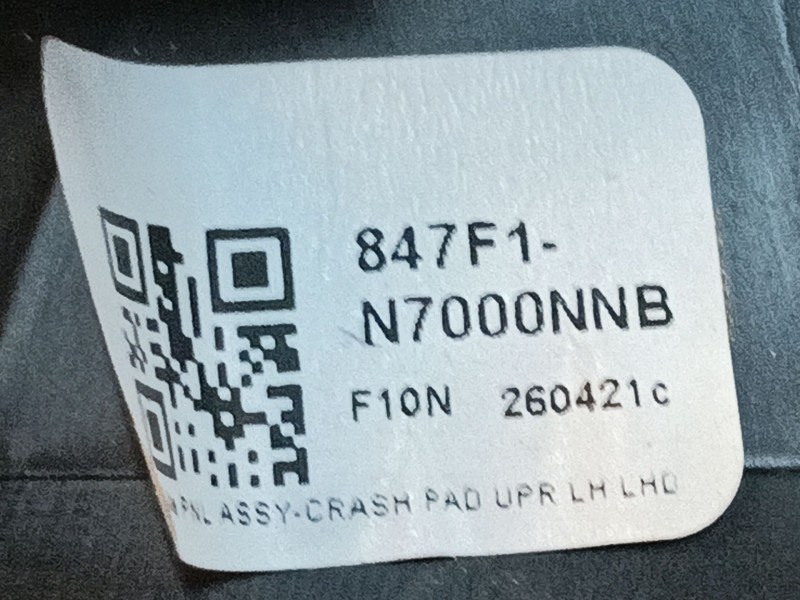 847F1-
N7000NNB
F10N 260421c
PNL ASSY-CRASH PAD UPR LH LHD